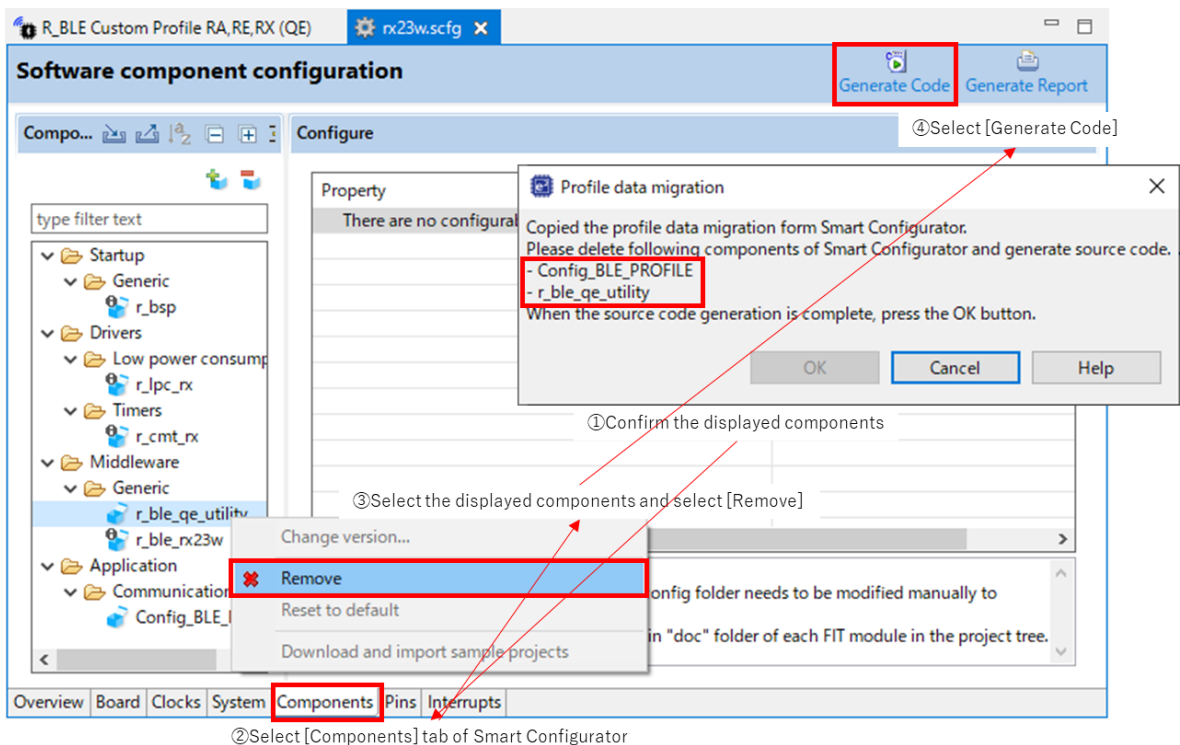 R_BLE Custom Profile RA,RE,RX (QE)
rx23w.scfg
Software component configuration
Generate Code
Generate Report
④Select [Generate Code]
Compo...
Configure
type filter text
Startup
Generic
r_bsp
Drivers
Low power consump
r_lpc_rx
Timers
r_cmt_rx
Middleware
Generic
r_ble_qe_utility
r_ble_rx23w
Application
Communication
Config_BLE_
Property
There are no configural
Profile data migration
Copied the profile data migration form Smart Configurator.
Please delete following components of Smart Configurator and generate source code.
- Config_BLE_PROFILE
- r_ble_qe_utility
When the source code generation is complete, press the OK button.
OK
Cancel
Help
①Confirm the displayed components
③Select the displayed components and select [Remove]
Change version...
Remove
Reset to default
Download and import sample projects
onfig folder needs to be modified manually to
in "doc" folder of each FIT module in the project tree.
Overview
Board
Clocks
System
Components
Pins
Interrupts
②Select [Components] tab of Smart Configurator